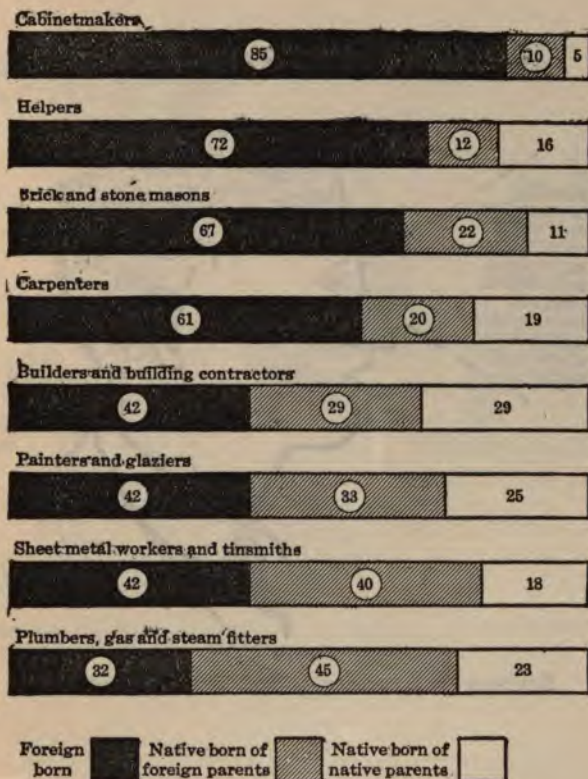 Cabinetmakers
85 10 5
Helpers
72 12 16
Brick and stone masons
67 22 11
Carpenters
61 20 19
Builders and building contractors
42 29 29
Painters and glaziers
42 33 25
Sheet metal workers and tinsmiths
42 40 18
Plumbers, gas and steam fitters
32 45 23
Foreign born
Native born of foreign parents
Native born of native parents